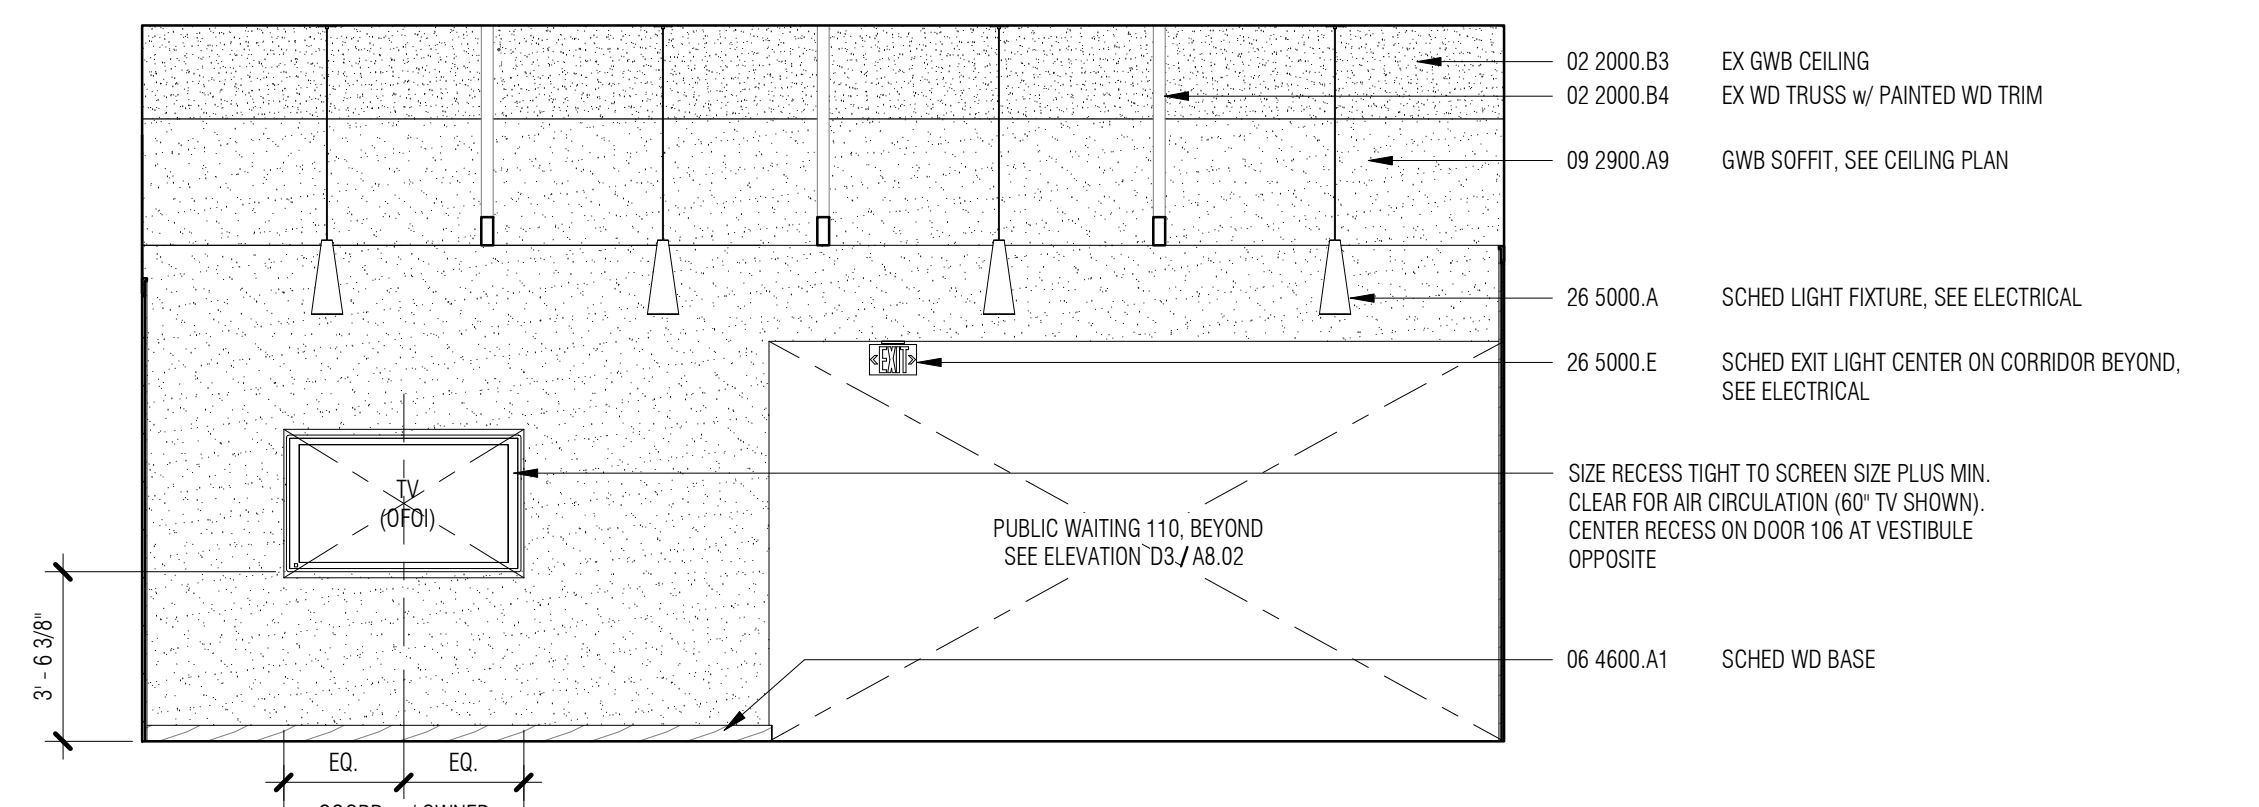 02 2000.B3 EX GWB CEILING
02 2000.B4 EX WD TRUSS w/ PAINTED WD TRIM
09 2900.A9 GWB SOFFIT, SEE CEILING PLAN
26 5000.A SCHED LIGHT FIXTURE, SEE ELECTRICAL
EXIT
26 5000.E SCHED EXIT LIGHT CENTER ON CORRIDOR BEYOND,
SEE ELECTRICAL
TV
(OFOI)
SIZE RECESS TIGHT TO SCREEN SIZE PLUS MIN.
CLEAR FOR AIR CIRCULATION (60" TV SHOWN).
CENTER RECESS ON DOOR 106 AT VESTIBULE
OPPOSITE
PUBLIC WAITING 110, BEYOND
SEE ELEVATION D3 / A8.02
3' - 6 3/8"
06 4600.A1 SCHED WD BASE
EQ. EQ.